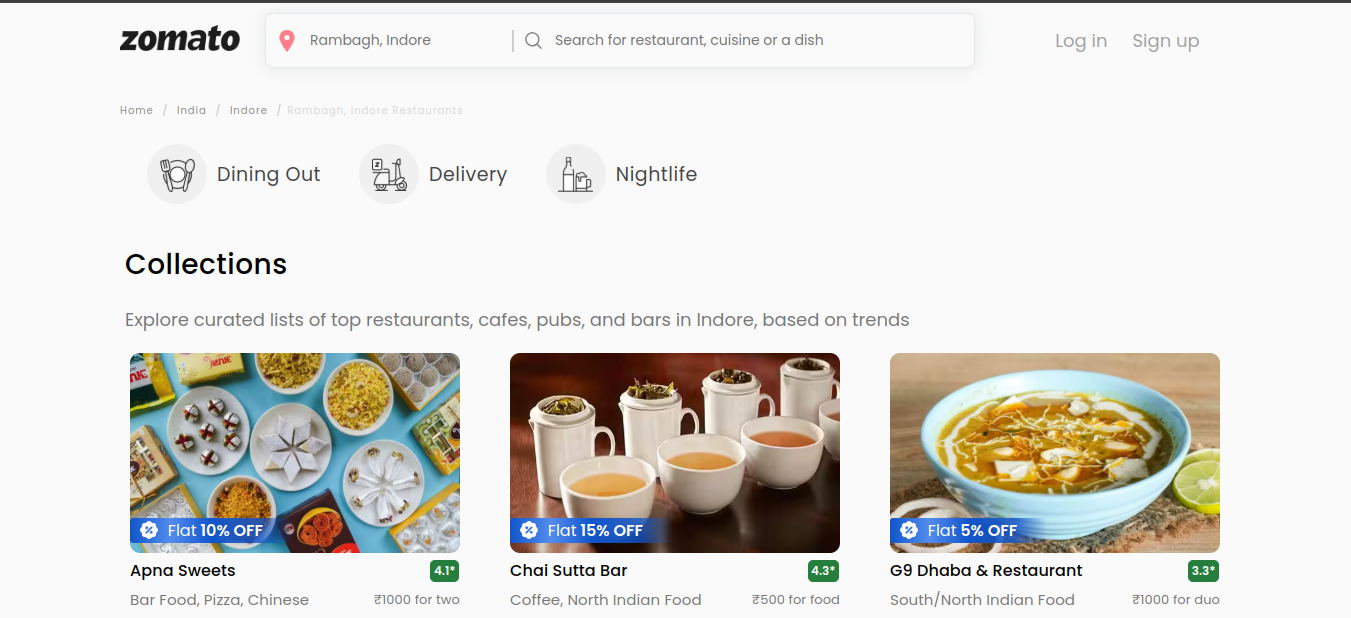 zomato
Rambagh, Indore
Search for restaurant, cuisine or a dish
Log in
Sign up
Home / India / Indore / Rambagh, Indore Restaurants
Dining Out
Delivery
Nightlife
Collections
Explore curated lists of top restaurants, cafes, pubs, and bars in Indore, based on trends
Flat 10% OFF
Flat 15% OFF
Flat 5% OFF
Apna Sweets
4.1*
Chai Sutta Bar
4.3*
G9 Dhaba & Restaurant
3.3*
Bar Food, Pizza, Chinese
₹1000 for two
Coffee, North Indian Food
₹500 for food
South/North Indian Food
₹1000 for duo